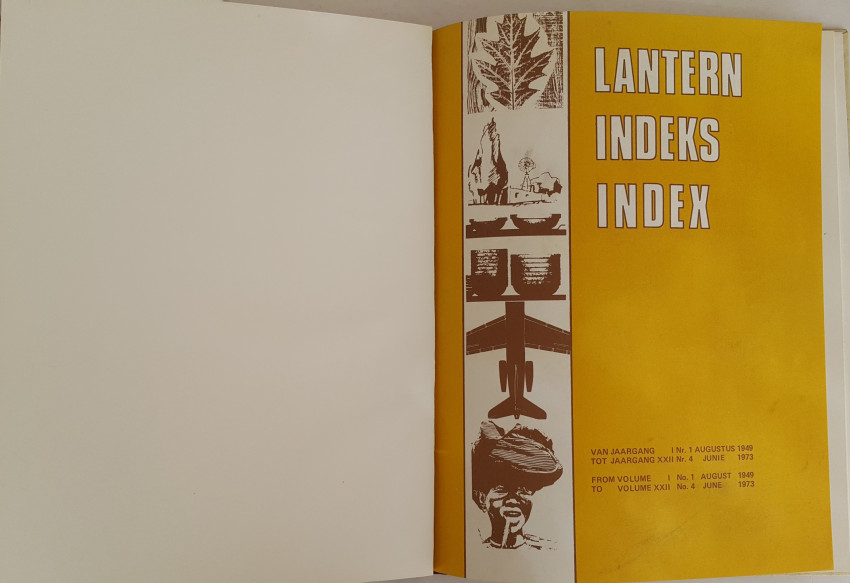 LANTERN
INDEKS
INDEX
VAN JAARGANG I Nr. 1 AUGUSTUS 1949
TOT JAARGANG XXII Nr. 4 JUNIE 1973
FROM VOLUME I No. 1 AUGUST 1949
TO VOLUME XXII No. 4 JUNE 1973